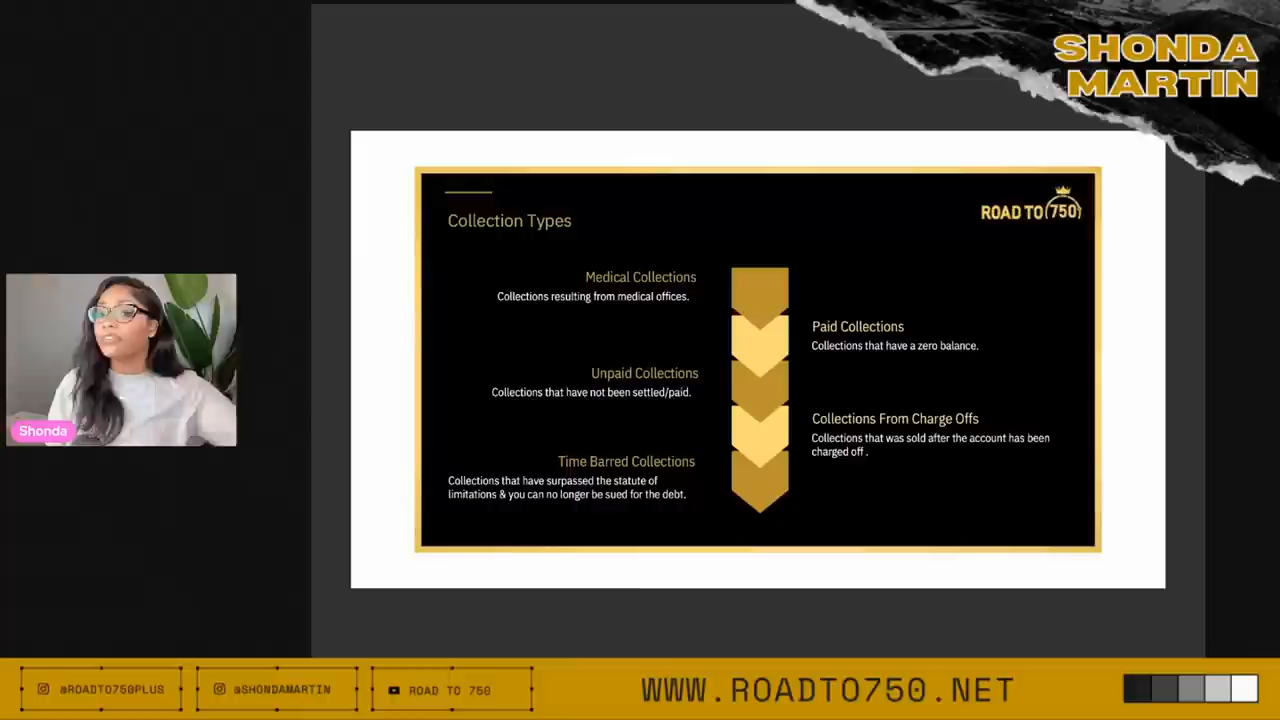 SHONDA
MARTIN
ROAD TO 750
Collection Types
Medical Collections
Collections resulting from medical offices.
Paid Collections
Collections that have a zero balance.
Unpaid Collections
Collections that have not been settled/paid.
Collections From Charge Offs
Collections that was sold after the account has been
charged off .
Time Barred Collections
Collections that have surpassed the statute of
limitations & you can no longer be sued for the debt.
Shonda
@ROADTO750PLUS
@SHONDAMARTIN
ROAD TO 750
WWW.ROADTO750.NET